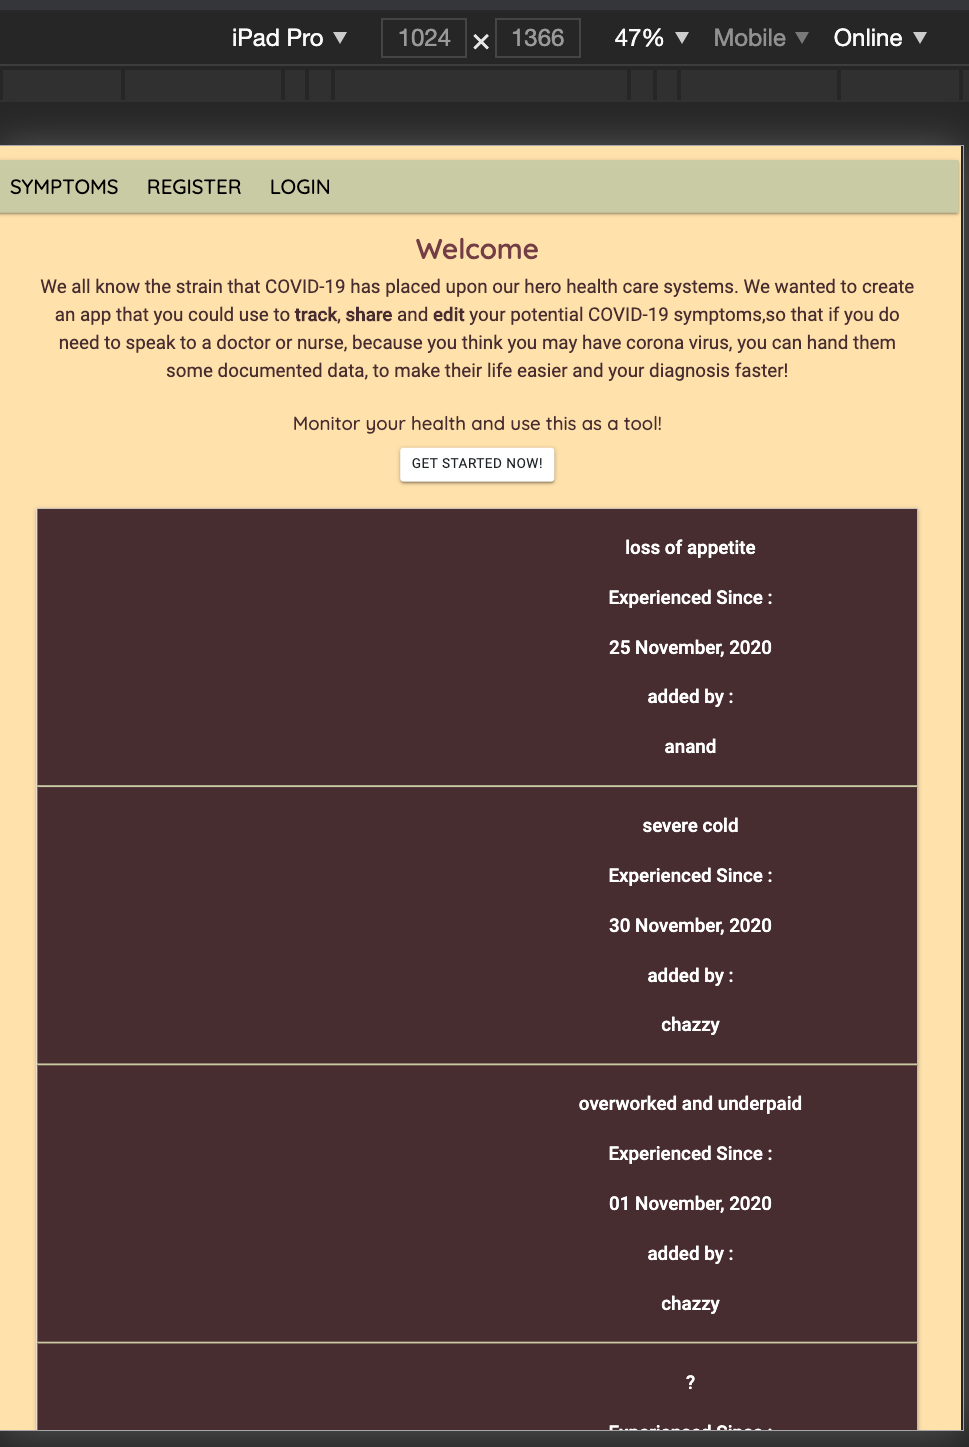 iPad Pro ▼ 1024 × 1366 47% ▼ Mobile ▼ Online ▼
SYMPTOMS REGISTER LOGIN
Welcome
We all know the strain that COVID-19 has placed upon our hero health care systems. We wanted to create
an app that you could use to track, share and edit your potential COVID-19 symptoms,so that if you do
need to speak to a doctor or nurse, because you think you may have corona virus, you can hand them
some documented data, to make their life easier and your diagnosis faster!
Monitor your health and use this as a tool!
GET STARTED NOW!
loss of appetite
Experienced Since :
25 November, 2020
added by :
anand
severe cold
Experienced Since :
30 November, 2020
added by :
chazzy
overworked and underpaid
Experienced Since :
01 November, 2020
added by :
chazzy
?
Experienced Since :